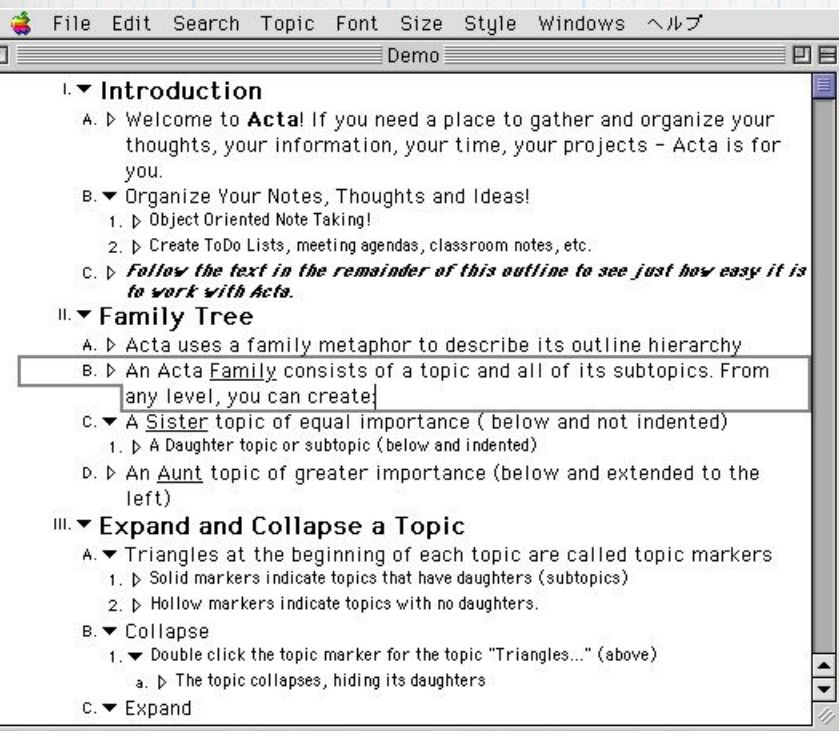 File Edit Search Topic Font Size Style Windows ヘルプ
Demo
I. Introduction
A. Welcome to Acta! If you need a place to gather and organize your
thoughts, your information, your time, your projects - Acta is for
you.
B. Organize Your Notes, Thoughts and Ideas!
1. Object Oriented Note Taking!
2. Create ToDo Lists, meeting agendas, classroom notes, etc.
C. Follow the text in the remainder of this outline to see just how easy it is
to work with Acta.
II. Family Tree
A. Acta uses a family metaphor to describe its outline hierarchy
B. An Acta Family consists of a topic and all of its subtopics. From
any level, you can create:
C. A Sister topic of equal importance ( below and not indented)
1. A Daughter topic or subtopic (below and indented)
D. An Aunt topic of greater importance (below and extended to the
left)
III. Expand and Collapse a Topic
A. Triangles at the beginning of each topic are called topic markers
1. Solid markers indicate topics that have daughters (subtopics)
2. Hollow markers indicate topics with no daughters.
B. Collapse
1. Double click the topic marker for the topic "Triangles..." (above)
a. The topic collapses, hiding its daughters
C. Expand